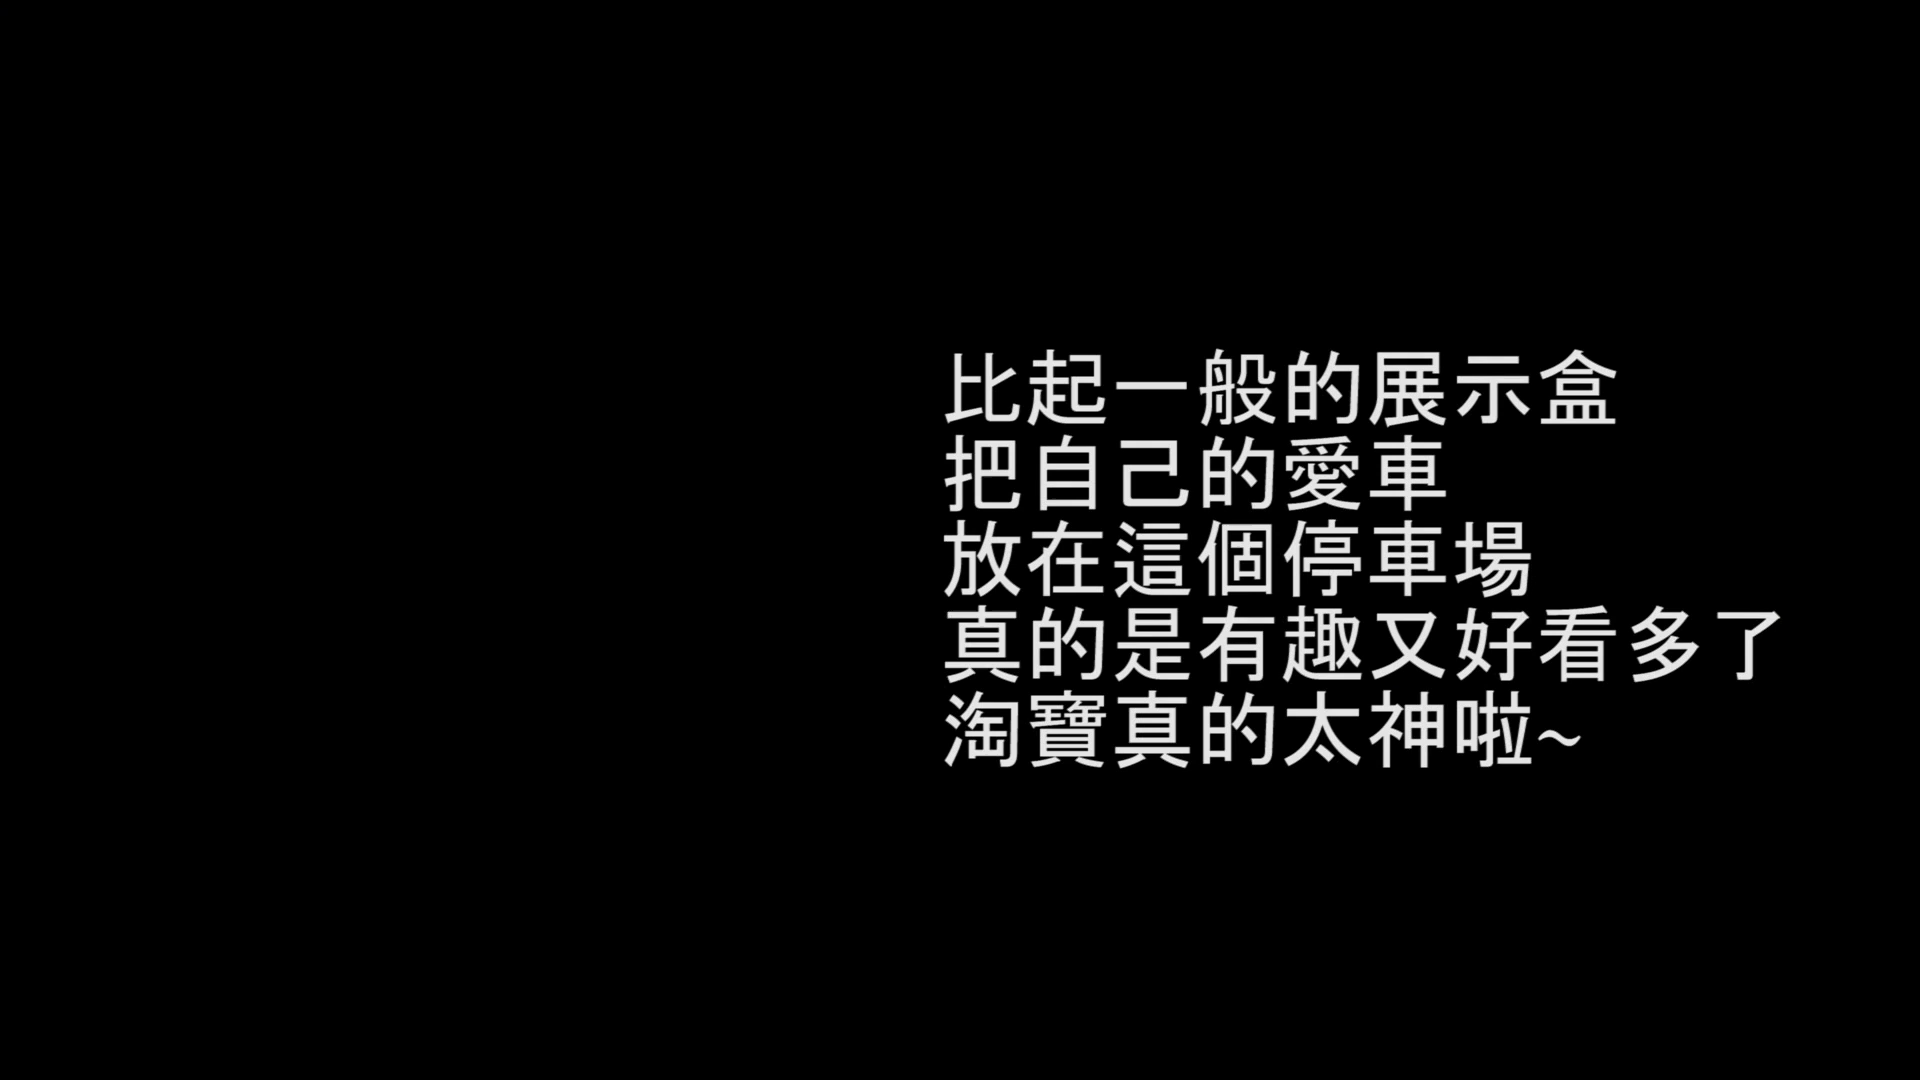 比起一般的展示盒
把自己的愛車
放在這個停車場
真的是有趣又好看多了
淘寶真的太神啦~